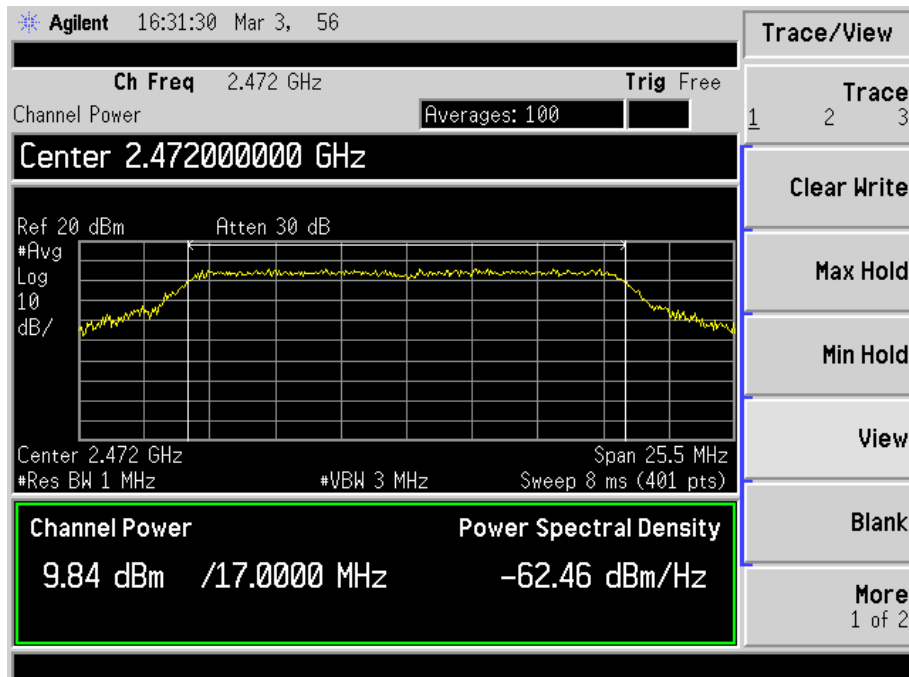 Agilent 16:31:30 Mar 3, 56
Trace/View
Ch Freq 2.472 GHz Trig Free
Channel Power Averages: 100
Trace
1 2 3
Center 2.472000000 GHz
Clear Write
Ref 20 dBm Atten 30 dB
#Avg
Log
10
dB/
Max Hold
Min Hold
View
Center 2.472 GHz Span 25.5 MHz
#Res BW 1 MHz #VBW 3 MHz Sweep 8 ms (401 pts)
Channel Power Power Spectral Density
Blank
9.84 dBm /17.0000 MHz -62.46 dBm/Hz
More
1 of 2